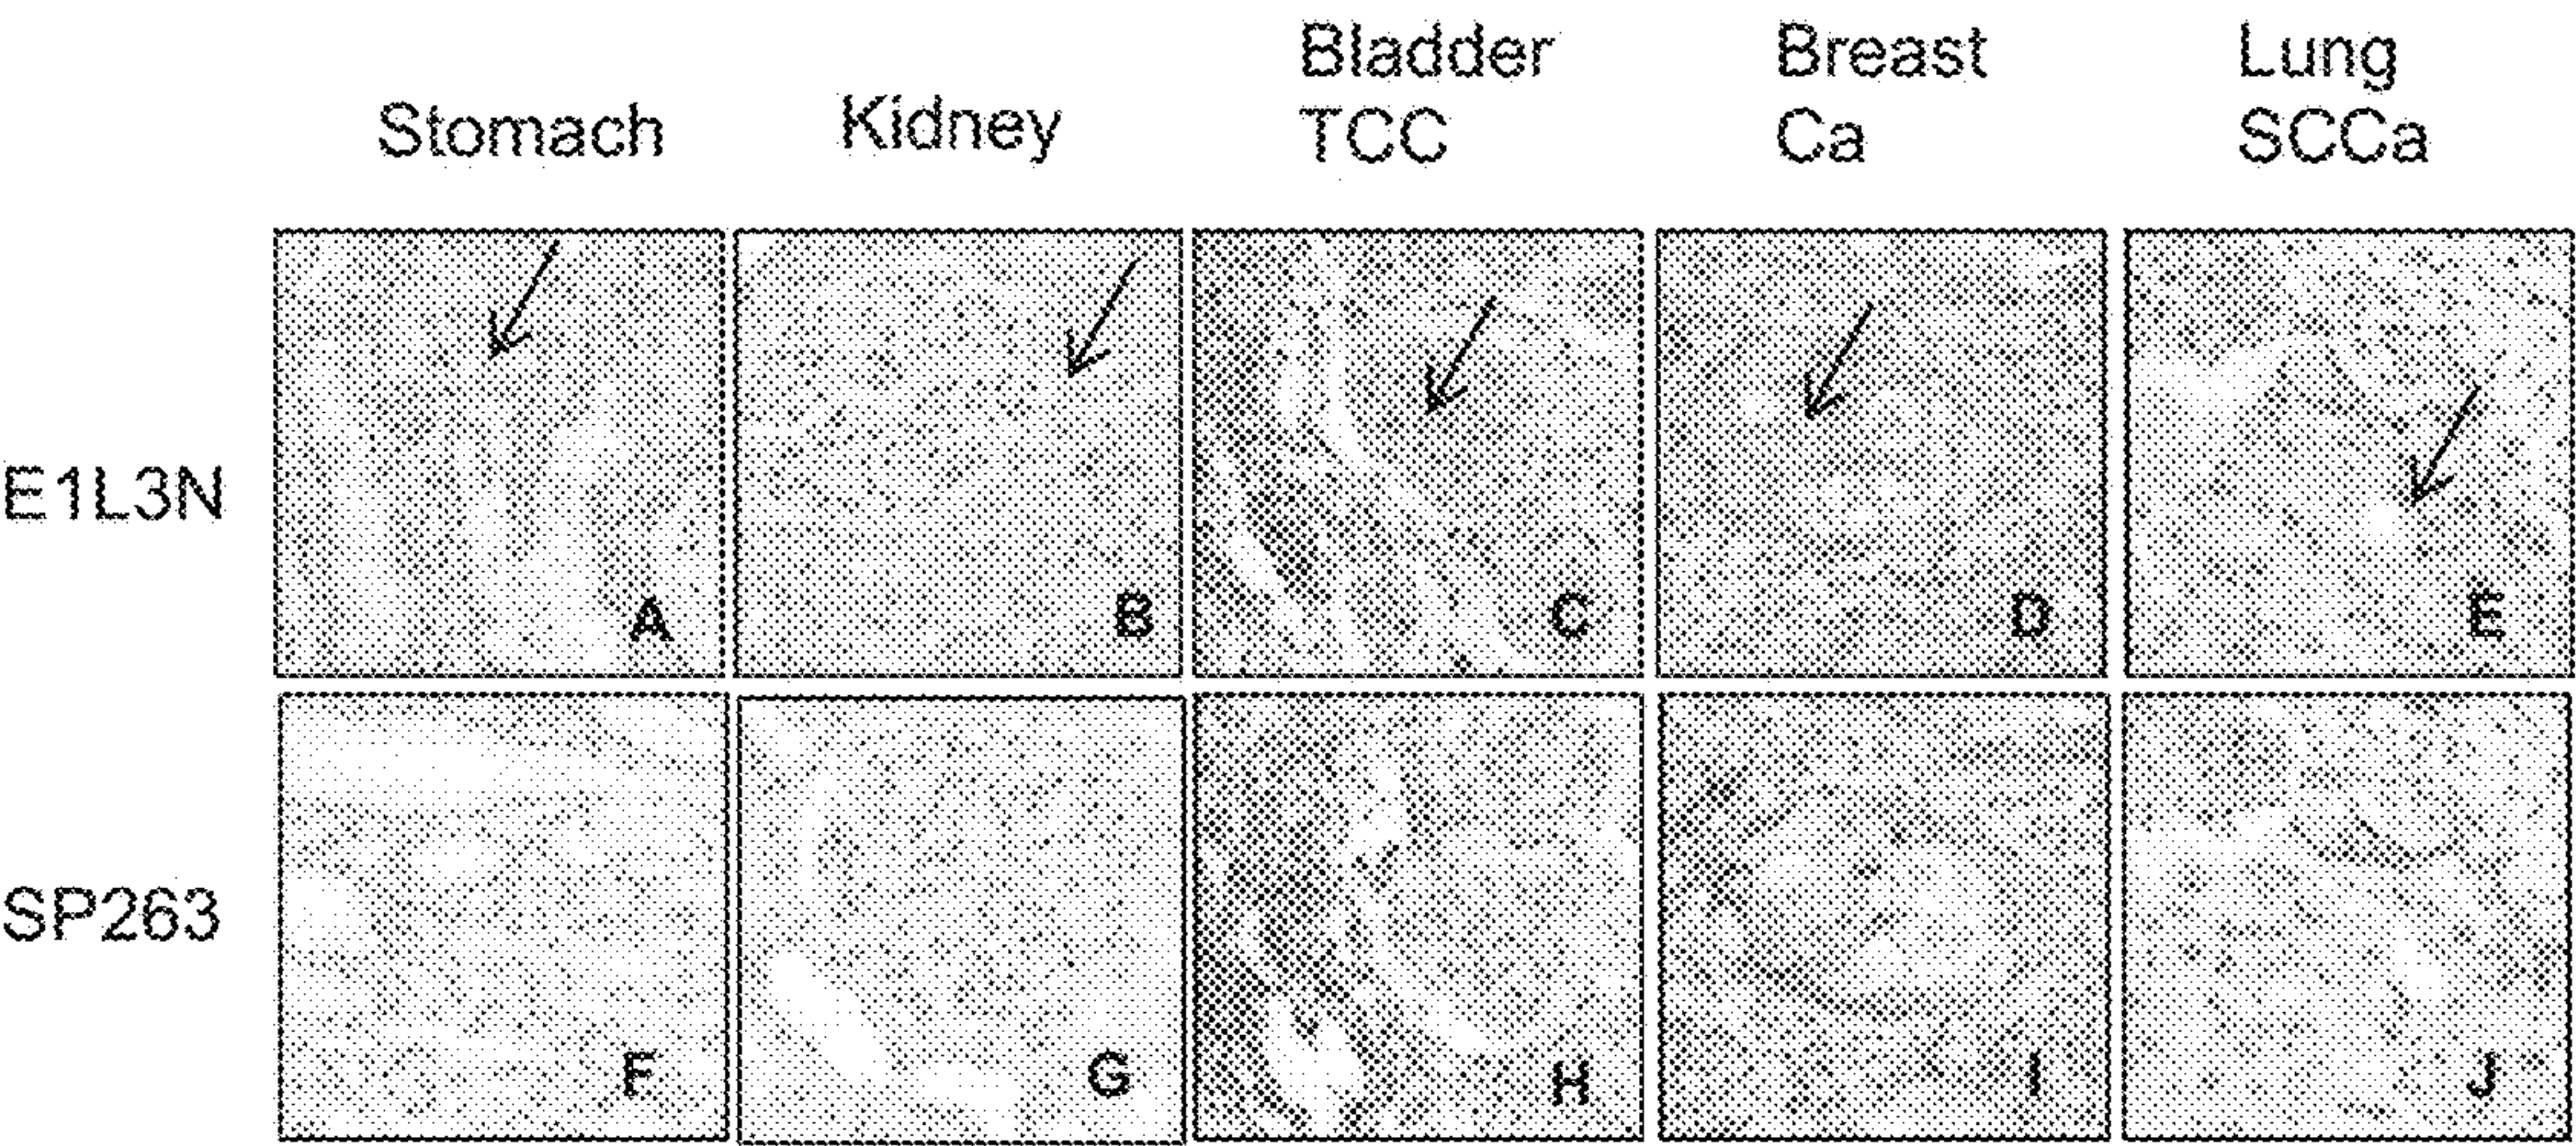 Stomach
Kidney
Bladder
TCC
Breast
Ca
Lung
SCCa
E1L3N
A
B
C
D
E
SP263
F
G
H
I
J